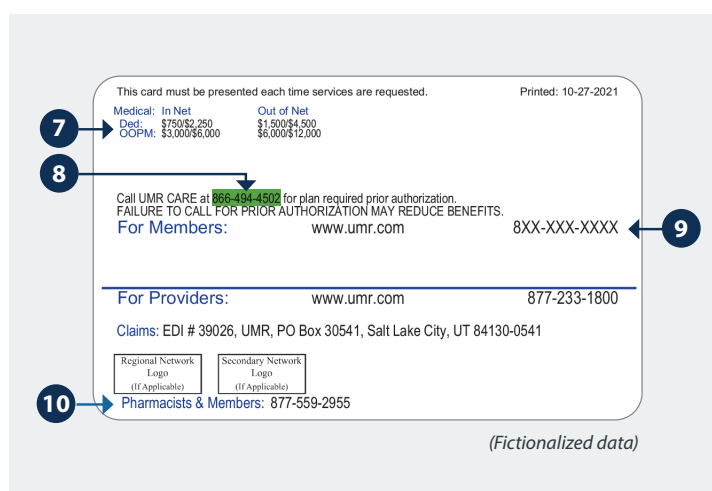 This card must be presented each time services are requested. Printed: 10-27-2021
Medical: In Net Out of Net
7 Ded: $750/$2,250 $1,500/$4,500
OOPM: $3,000/$6,000 $6,000/$12,000
8
Call UMR CARE at 866-494-4502 for plan required prior authorization.
FAILURE TO CALL FOR PRIOR AUTHORIZATION MAY REDUCE BENEFITS.
For Members: www.umr.com 8XX-XXX-XXXX 9
For Providers: www.umr.com 877-233-1800
Claims: EDI # 39026, UMR, PO Box 30541, Salt Lake City, UT 84130-0541
Regional Network Secondary Network
Logo Logo
(If Applicable) (If Applicable)
10 Pharmacists & Members: 877-559-2955
(Fictionalized data)